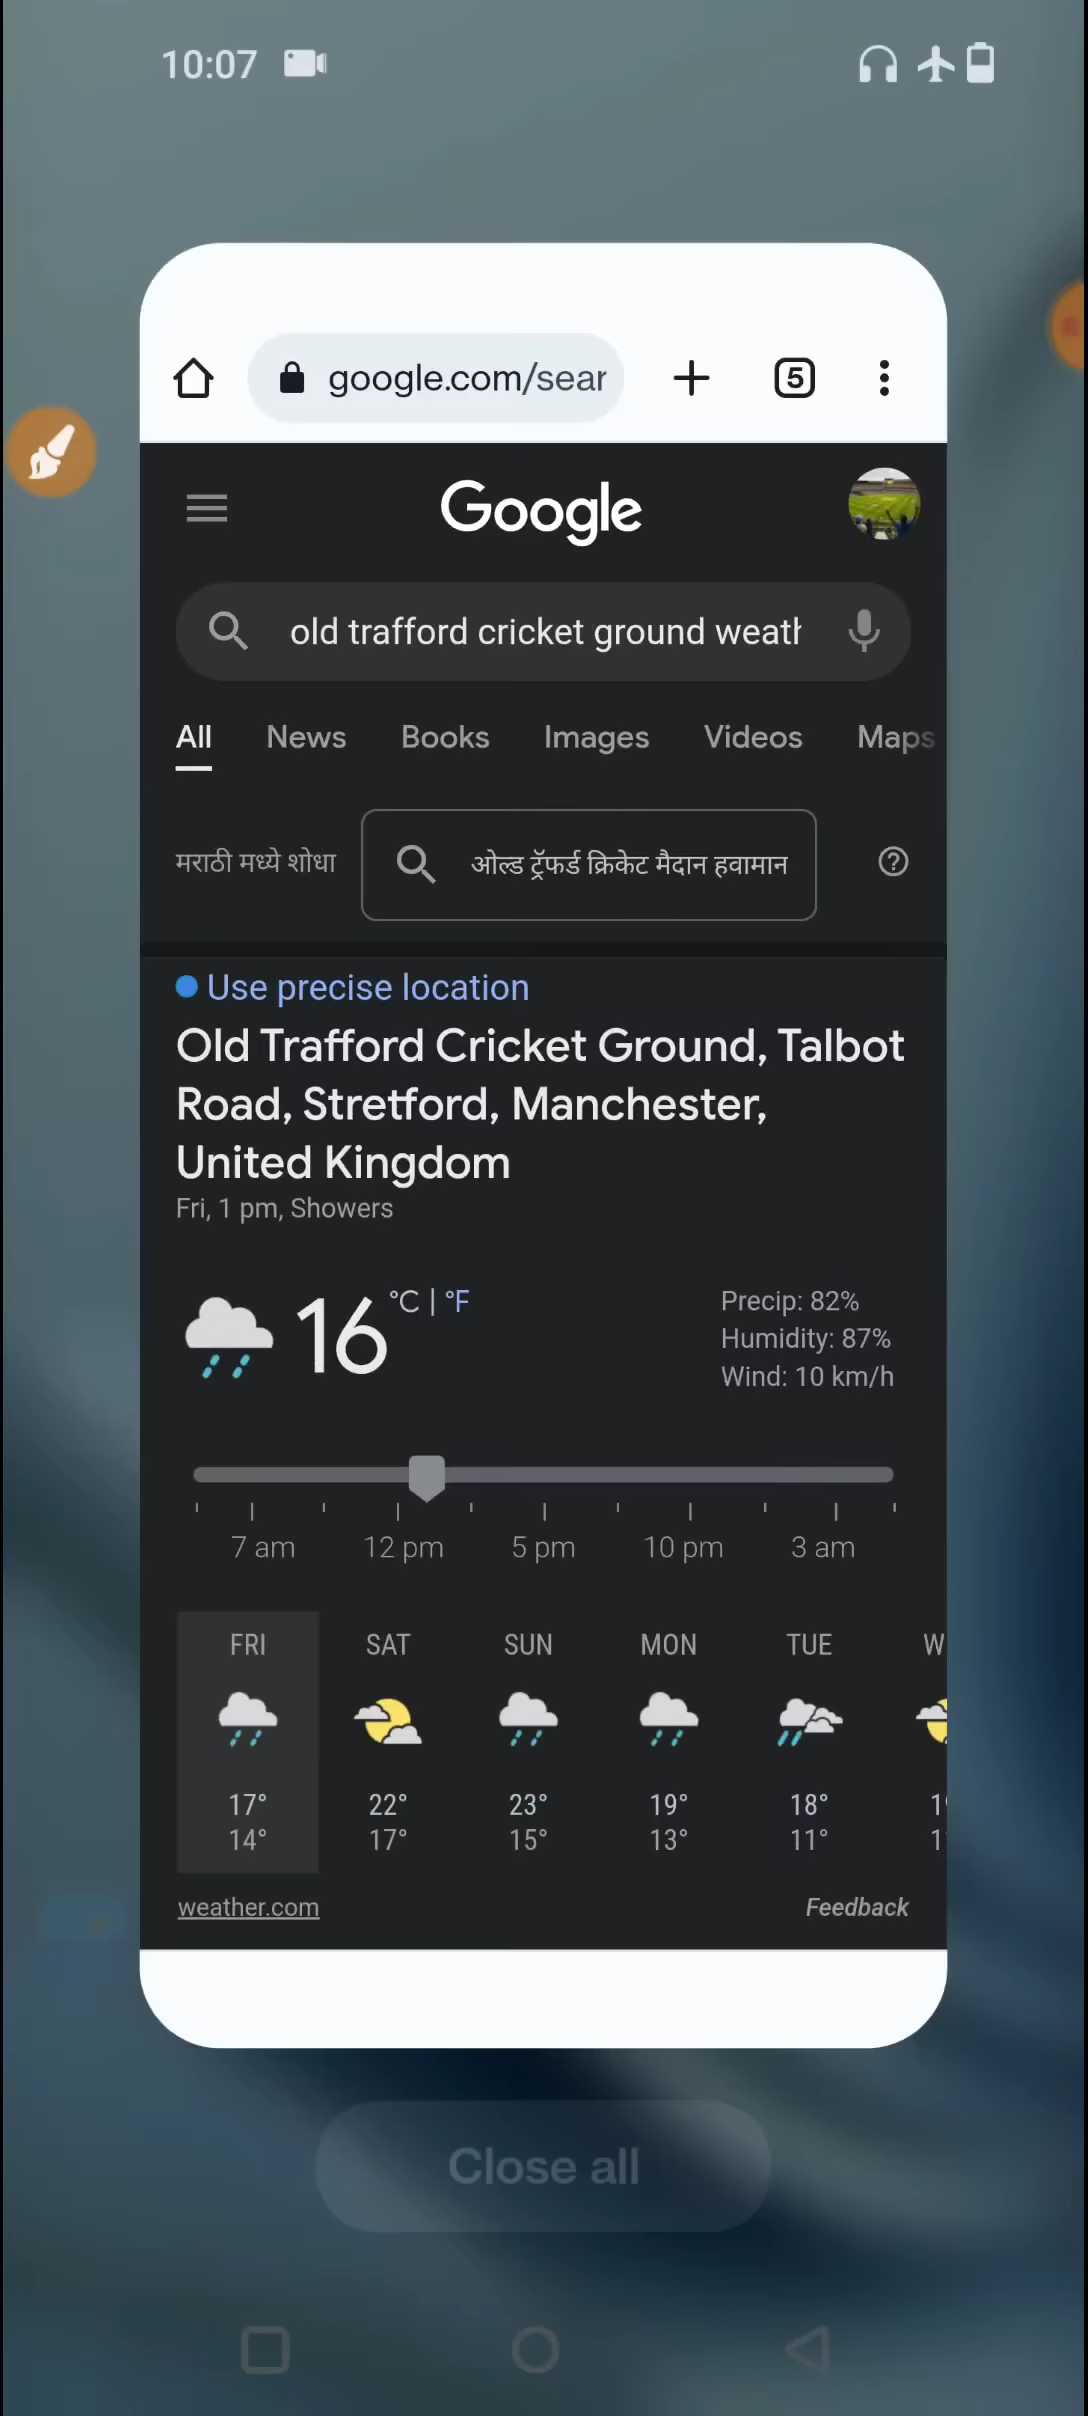 10:07
google.com/sear
5
Google
old trafford cricket ground weath
All News Books Images Videos Maps
मराठी मध्ये शोधा ओल्ड ट्रॅफर्ड क्रिकेट मैदान हवामान
Use precise location
Old Trafford Cricket Ground, Talbot
Road, Stretford, Manchester,
United Kingdom
Fri, 1 pm, Showers
16 °C | °F
Precip: 82%
Humidity: 87%
Wind: 10 km/h
7 am 12 pm 5 pm 10 pm 3 am
FRI SAT SUN MON TUE W
17° 22° 23° 19° 18° 1
14° 17° 15° 13° 11° 1
weather.com Feedback
Close all